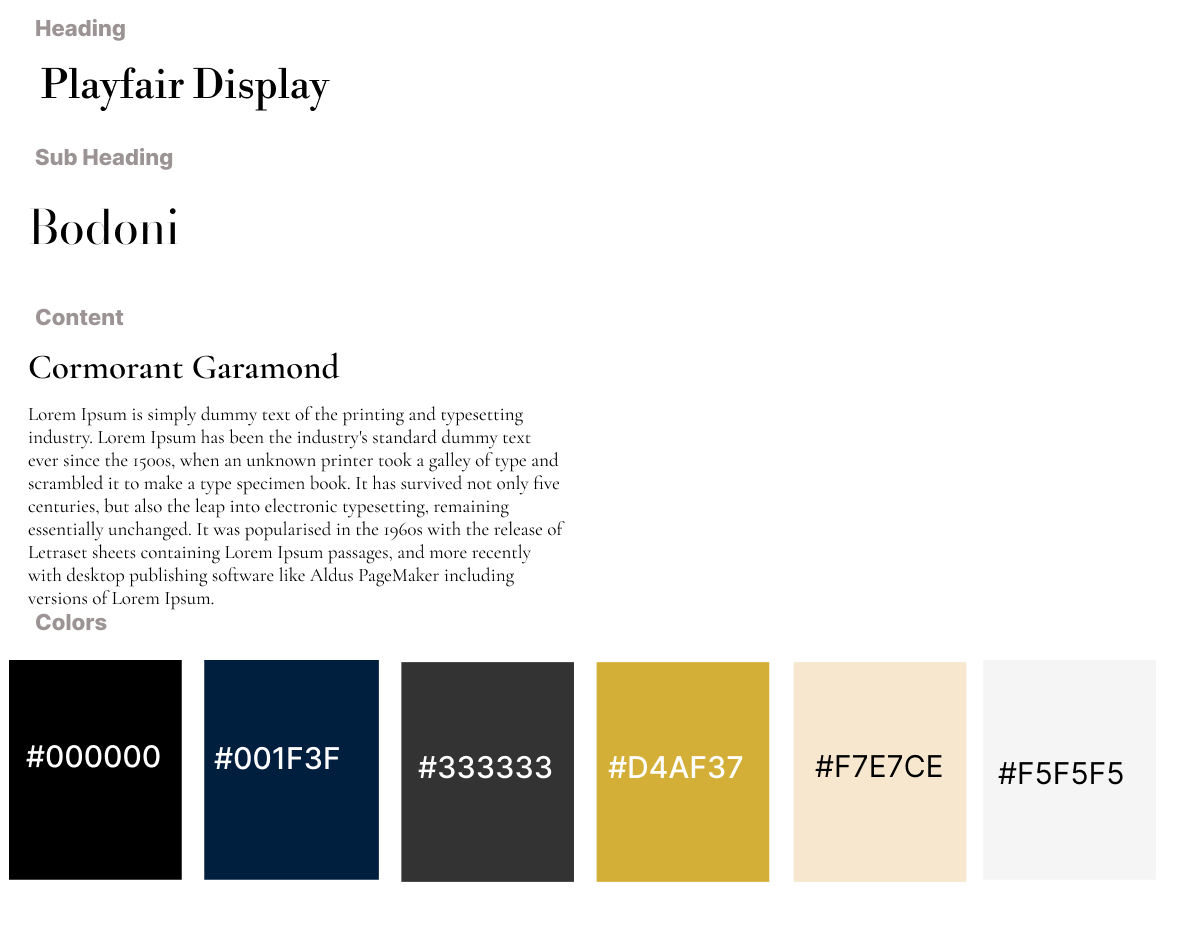 Heading
Playfair Display
Sub Heading
Bodoni
Content
Cormorant Garamond
Lorem Ipsum is simply dummy text of the printing and typesetting
industry. Lorem Ipsum has been the industry's standard dummy text
ever since the 1500s, when an unknown printer took a galley of type and
scrambled it to make a type specimen book. It has survived not only five
centuries, but also the leap into electronic typesetting, remaining
essentially unchanged. It was popularised in the 1960s with the release of
Letraset sheets containing Lorem Ipsum passages, and more recently
with desktop publishing software like Aldus PageMaker including
versions of Lorem Ipsum.
Colors
#000000
#001F3F
#333333
#D4AF37
#F7E7CE
#F5F5F5